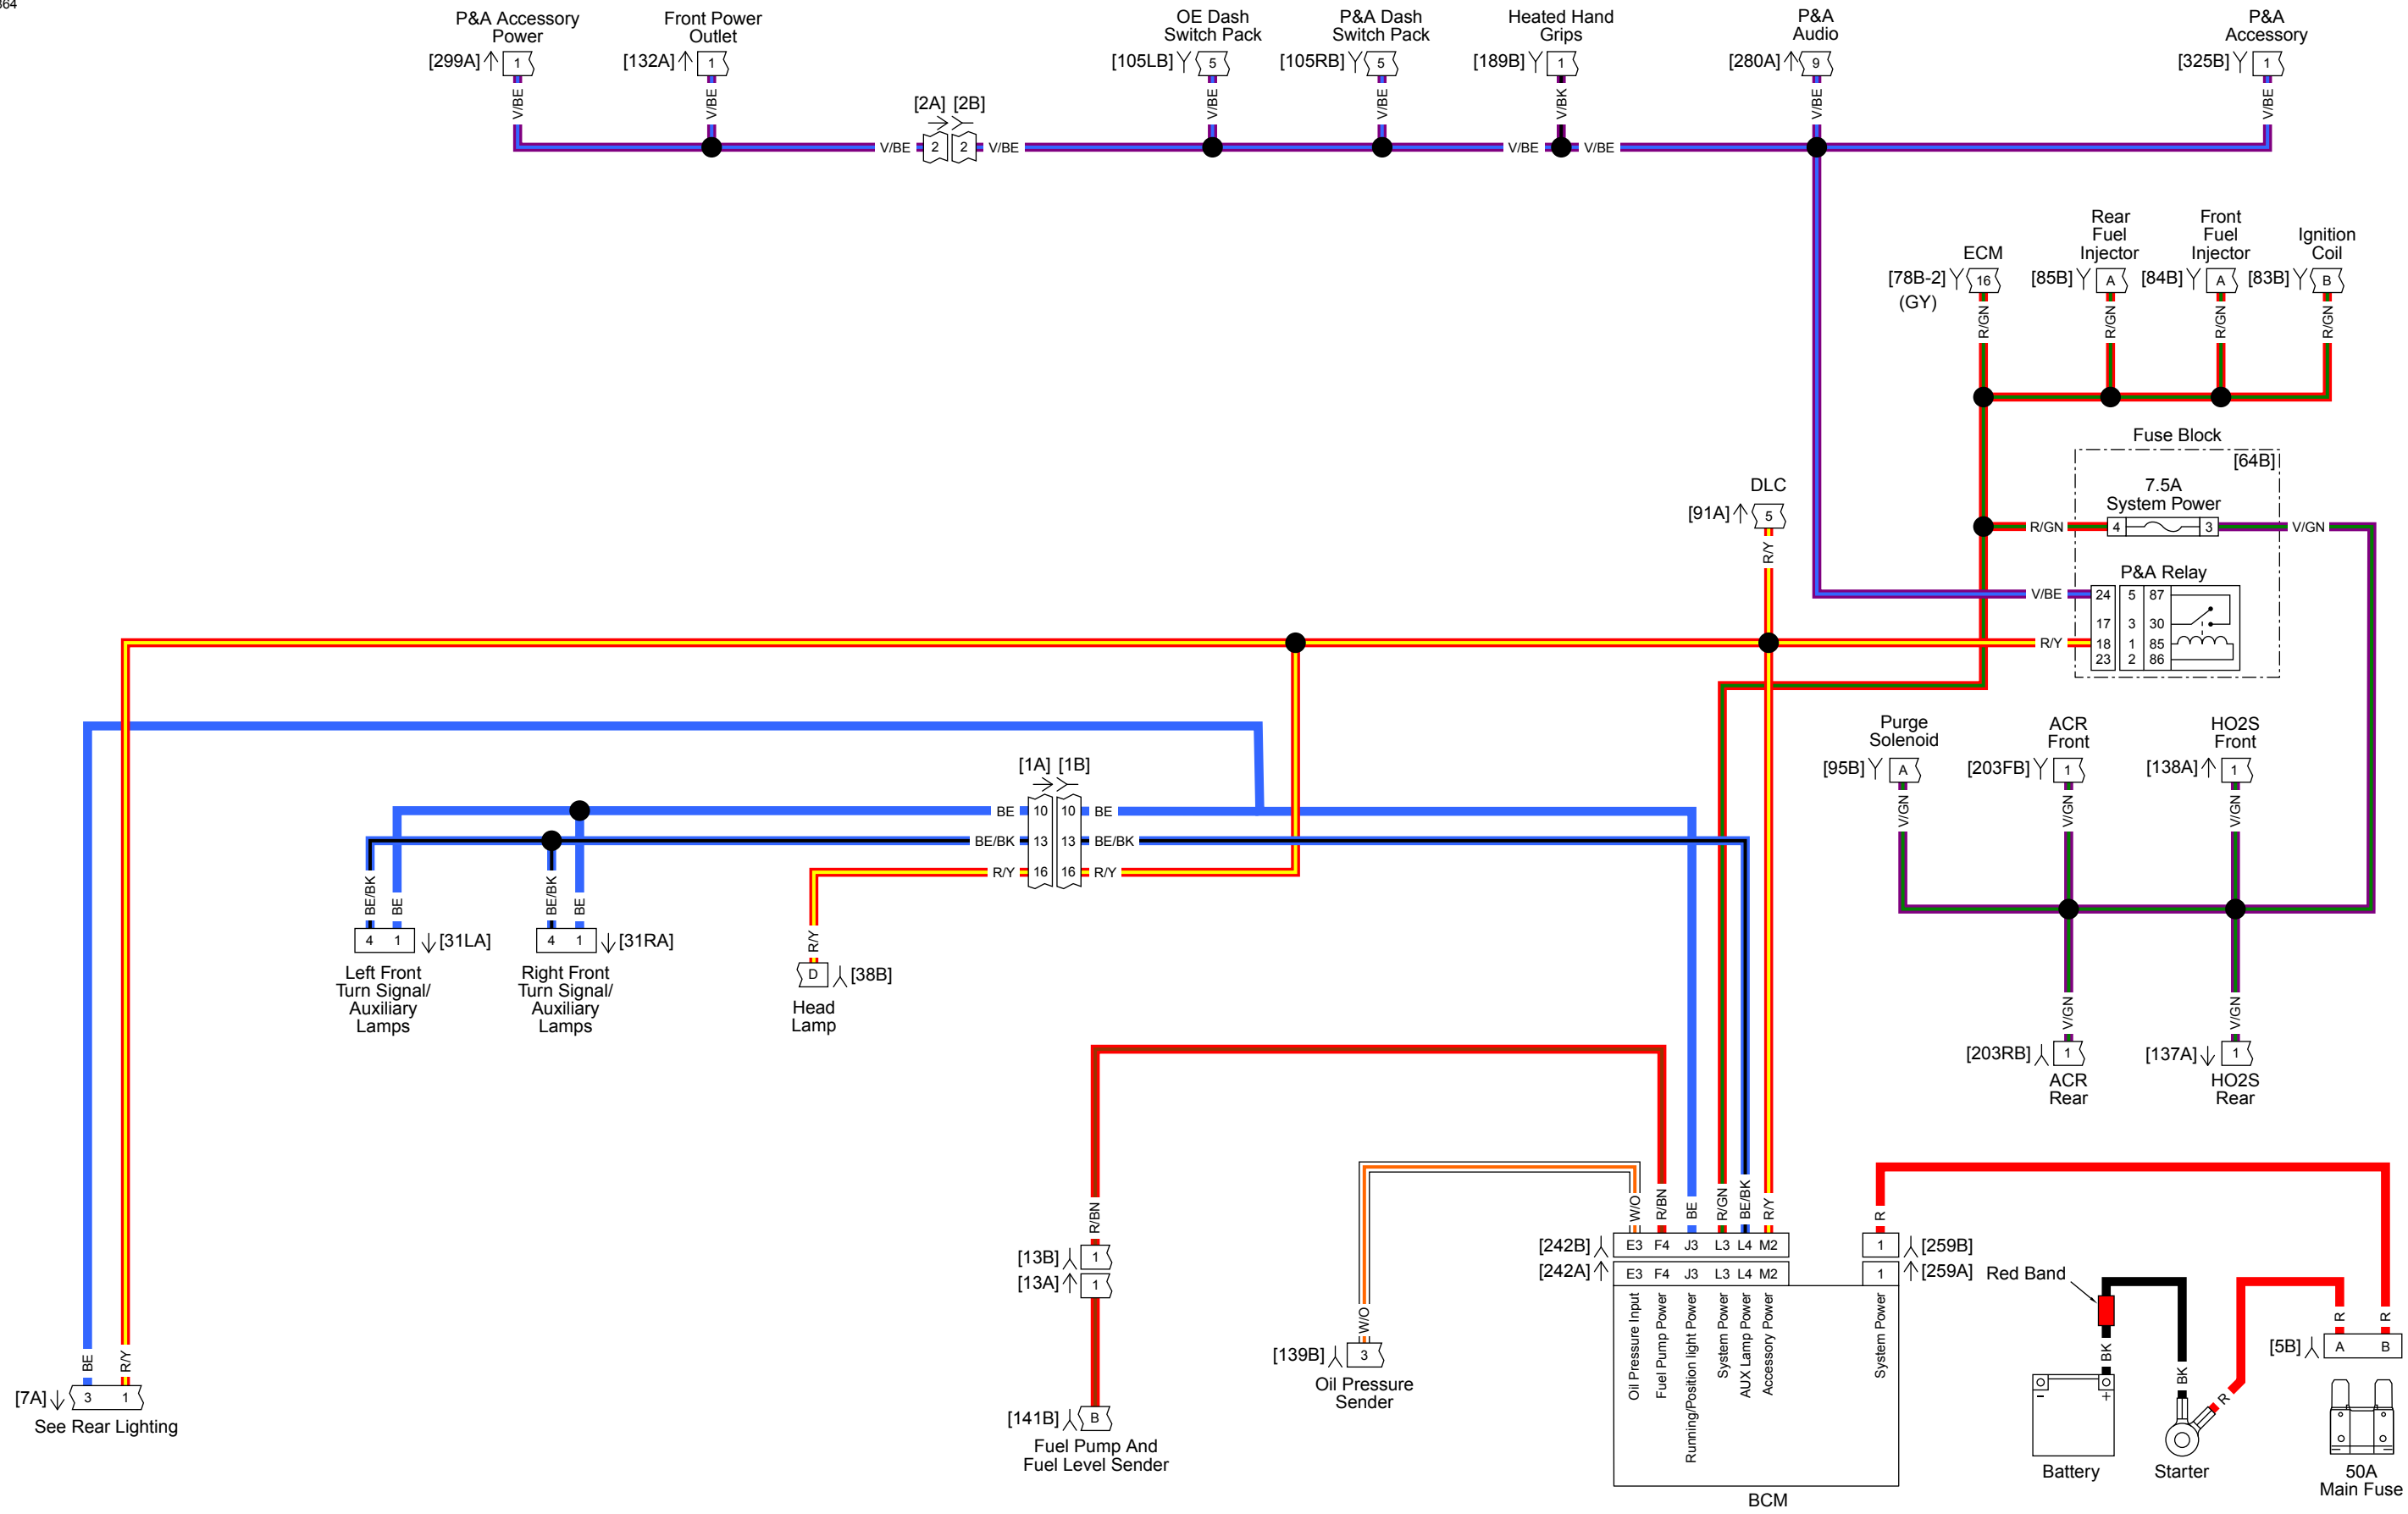 P&A Accessory
Power
[299A]
1
V/BE
Front Power
Outlet
[132A]
1
V/BE
[2A] [2B]
V/BE
2
2
V/BE
OE Dash
Switch Pack
[105LB]
5
V/BE
P&A Dash
Switch Pack
[105RB]
5
V/BE
Heated Hand
Grips
[189B]
1
V/BK
V/BE
V/BE
P&A
Audio
[280A]
9
V/BE
P&A
Accessory
[325B]
1
V/BE
ECM
[78B-2]
(GY)
16
R/GN
Rear
Fuel
Injector
[85B]
A
R/GN
Front
Fuel
Injector
[84B]
A
R/GN
Ignition
Coil
[83B]
B
R/GN
Fuse Block
[64B]
7.5A
System Power
R/GN
4
3
V/GN
P&A Relay
V/BE
24 5 87
17 3 30
R/Y
18 1 85
23 2 86
DLC
[91A]
5
R/Y
Purge
Solenoid
[95B]
A
V/GN
ACR
Front
[203FB]
1
V/GN
HO2S
Front
[138A]
1
V/GN
V/GN
[203RB]
1
ACR
Rear
V/GN
[137A]
1
HO2S
Rear
[1A] [1B]
BE 10 10 BE
BE/BK 13 13 BE/BK
R/Y 16 16 R/Y
BE/BK
BE
4 1
[31LA]
Left Front
Turn Signal/
Auxiliary
Lamps
BE/BK
BE
4 1
[31RA]
Right Front
Turn Signal/
Auxiliary
Lamps
R/Y
D
[38B]
Head
Lamp
BE
R/Y
[7A]
3 1
See Rear Lighting
R/BN
[13B]
1
[13A]
1
[141B]
B
Fuel Pump And
Fuel Level Sender
W/O
[139B]
3
Oil Pressure
Sender
W/O
R/BN
BE
R/GN
BE/BK
R/Y
[242B]
E3 F4 J3 L3 L4 M2
[242A]
E3 F4 J3 L3 L4 M2
Oil Pressure Input
Fuel Pump Power
Running/Position light Power
System Power
AUX Lamp Power
Accessory Power
R
1
[259B]
1
[259A]
System Power
BCM
Red Band
BK
- +
Battery
BK
R
Starter
R
R
[5B]
A B
50A
Main Fuse